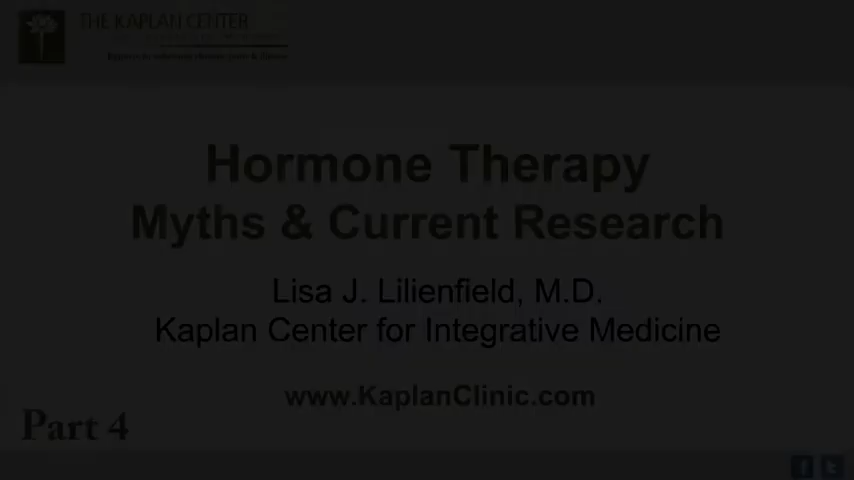 THE KAPLAN CENTER
Hormone Therapy
Myths & Current Research
Lisa J. Lilienfield, M.D.
Kaplan Center for Integrative Medicine
www.KaplanClinic.com
Part 4
f t